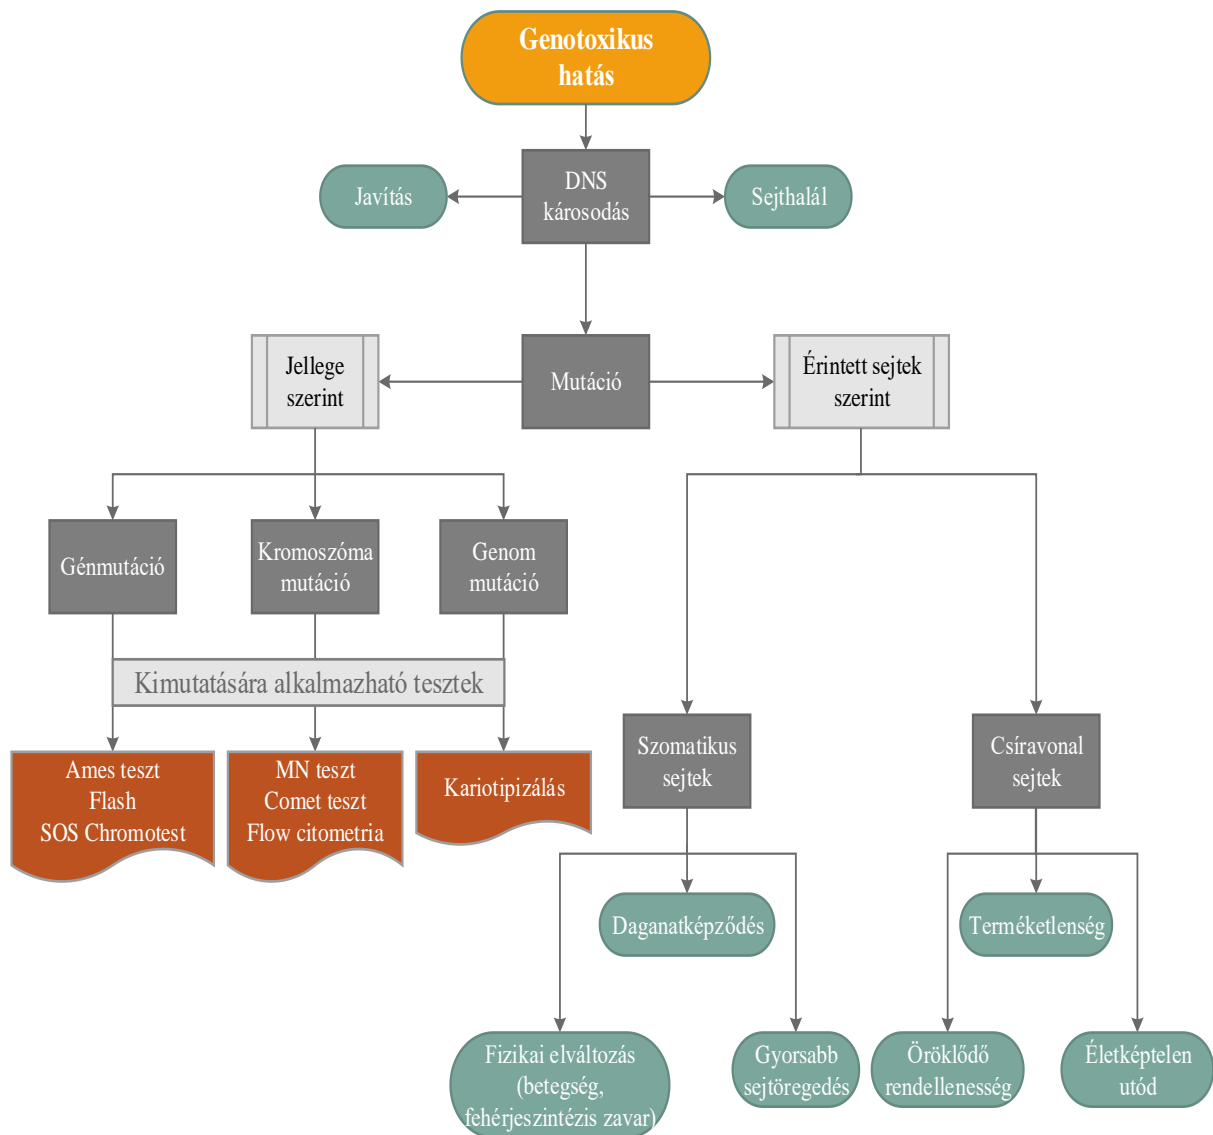 Genotoxikus
hatás
DNS
károsodás
Javítás
Sejthalál
Mutáció
Jellege
szerint
Érintett sejtek
szerint
Génmutáció
Kromoszóma
mutáció
Genom
mutáció
Kimutatására alkalmazható tesztek
Ames teszt
Flash
SOS Chromotest
MN teszt
Comet teszt
Flow citometria
Kariotipizálás
Szomatikus
sejtek
Csíravonal
sejtek
Daganatképződés
Terméketlenség
Fizikai elváltozás
(betegség,
fehérjeszintézis zavar)
Gyorsabb
sejtöregedés
Öröklődő
rendellenesség
Életképtelen
utód